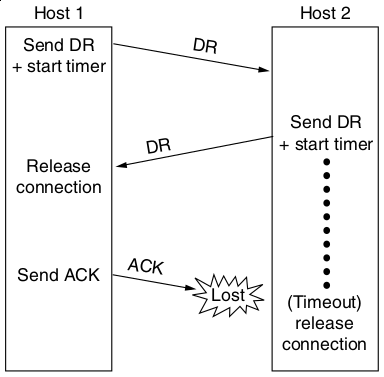 Host 1
Host 2
Send DR
+ start timer
DR
Send DR
+ start timer
DR
Release
connection
Send ACK
ACK
Lost
(Timeout)
release
connection